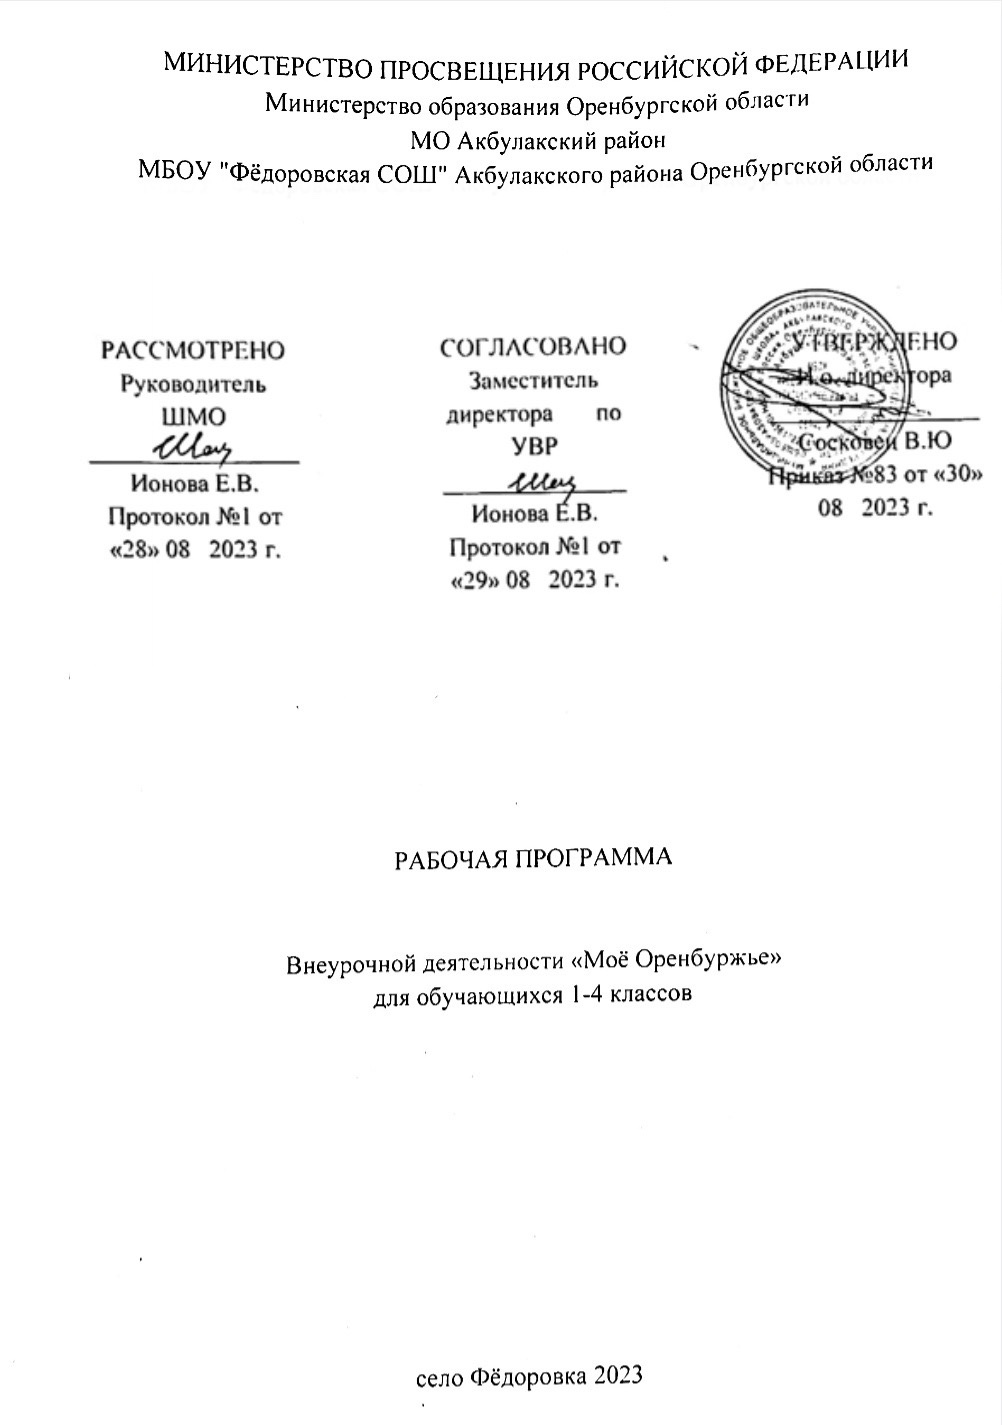 МИНИСТЕРСТВО ПРОСВЕЩЕНИЯ РОССИЙСКОЙ ФЕДЕРАЦИИ
Министерство образования Оренбургской области
МО Акбулакский район
МБОУ "Фёдоровская СОШ" Акбулакского района Оренбургской области
РАССМОТРЕНО
Руководитель
ШМО
Ионова Е.В.
Протокол №1 от
«28» 08 2023 г.
СОГЛАСОВАНО
Заместитель
директора по
УВР
Ионова Е.В.
Протокол №1 от
«29» 08 2023 г.
УТВЕРЖДЕНО
И.о. директора
Сосковец В.Ю
Приказ №83 от «30»
08 2023 г.
РАБОЧАЯ ПРОГРАММА
Внеурочной деятельности «Моё Оренбуржье»
для обучающихся 1-4 классов
село Фёдоровка 2023